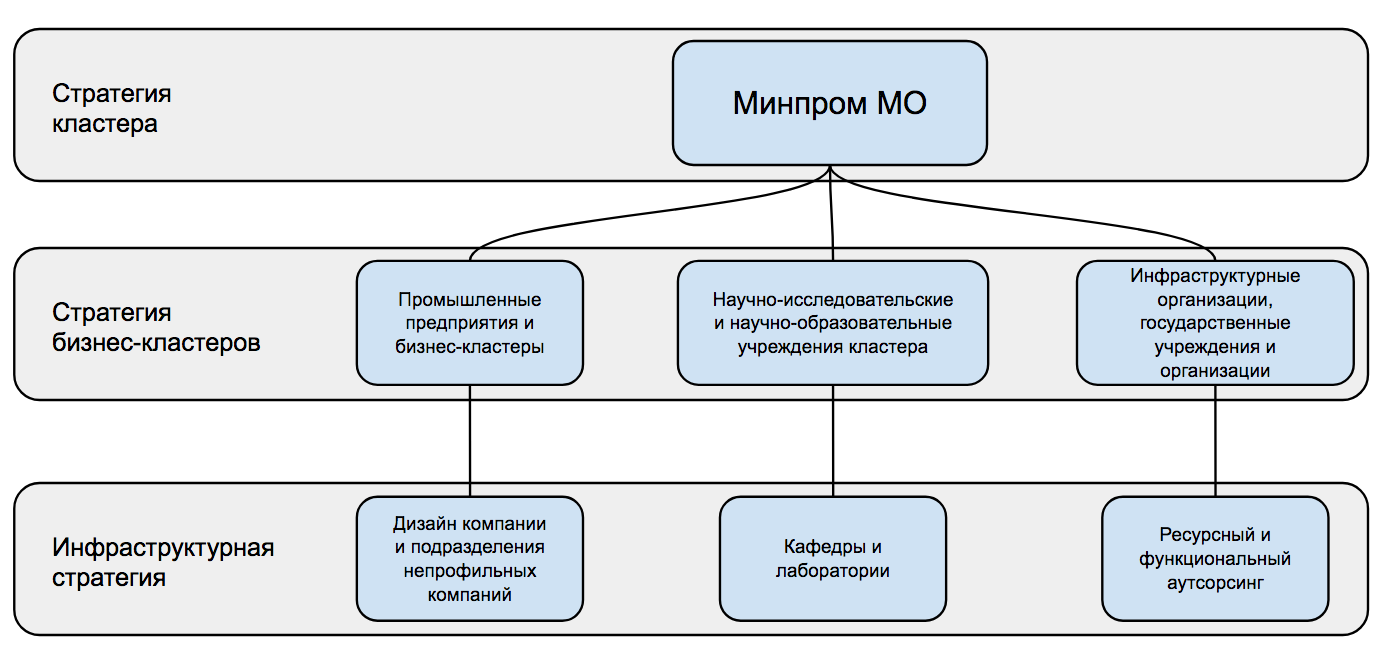 Стратегия
кластера
Минпром МО
Стратегия
бизнес-кластеров
Промышленные
предприятия и
бизнес-кластеры
Научно-исследовательские
и научно-образовательные
учреждения кластера
Инфраструктурные
организации,
государственные
учреждения и
организации
Инфраструктурная
стратегия
Дизайн компании
и подразделения
непрофильных
компаний
Кафедры и
лаборатории
Ресурсный и
функциональный
аутсорсинг